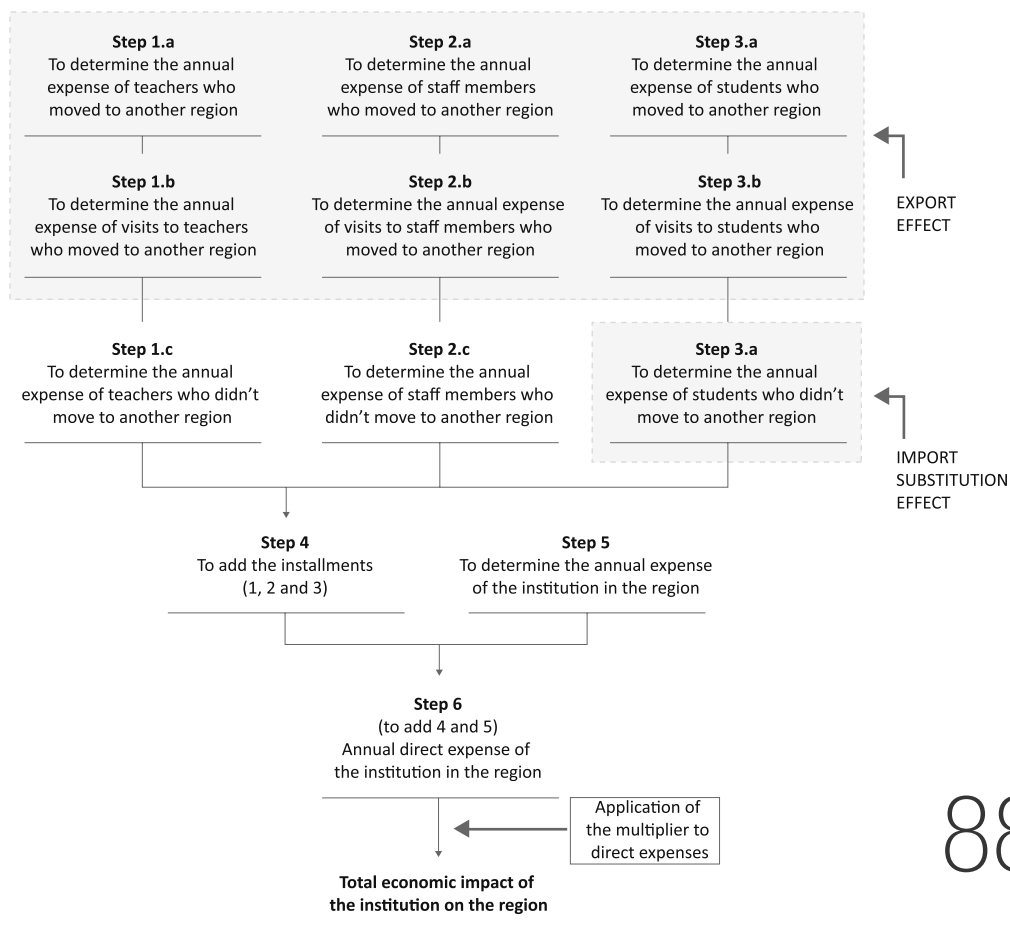 Step 1.a
To determine the annual
expense of teachers who
moved to another region
Step 2.a
To determine the annual
expense of staff members
who moved to another region
Step 3.a
To determine the annual
expense of students who
moved to another region
Step 1.b
To determine the annual
expense of visits to teachers
who moved to another region
Step 2.b
To determine the annual expense
of visits to staff members who
moved to another region
Step 3.b
To determine the annual expense
of visits to students who
moved to another region
EXPORT
EFFECT
Step 1.c
To determine the annual
expense of teachers who didn’t
move to another region
Step 2.c
To determine the annual
expense of staff members who
didn’t move to another region
Step 3.a
To determine the annual
expense of students who didn’t
move to another region
IMPORT
SUBSTITUTION
EFFECT
Step 4
To add the installments
(1, 2 and 3)
Step 5
To determine the annual expense
of the institution in the region
Step 6
(to add 4 and 5)
Annual direct expense of
the institution in the region
Application of
the multiplier to
direct expenses
Total economic impact of
the institution on the region
88